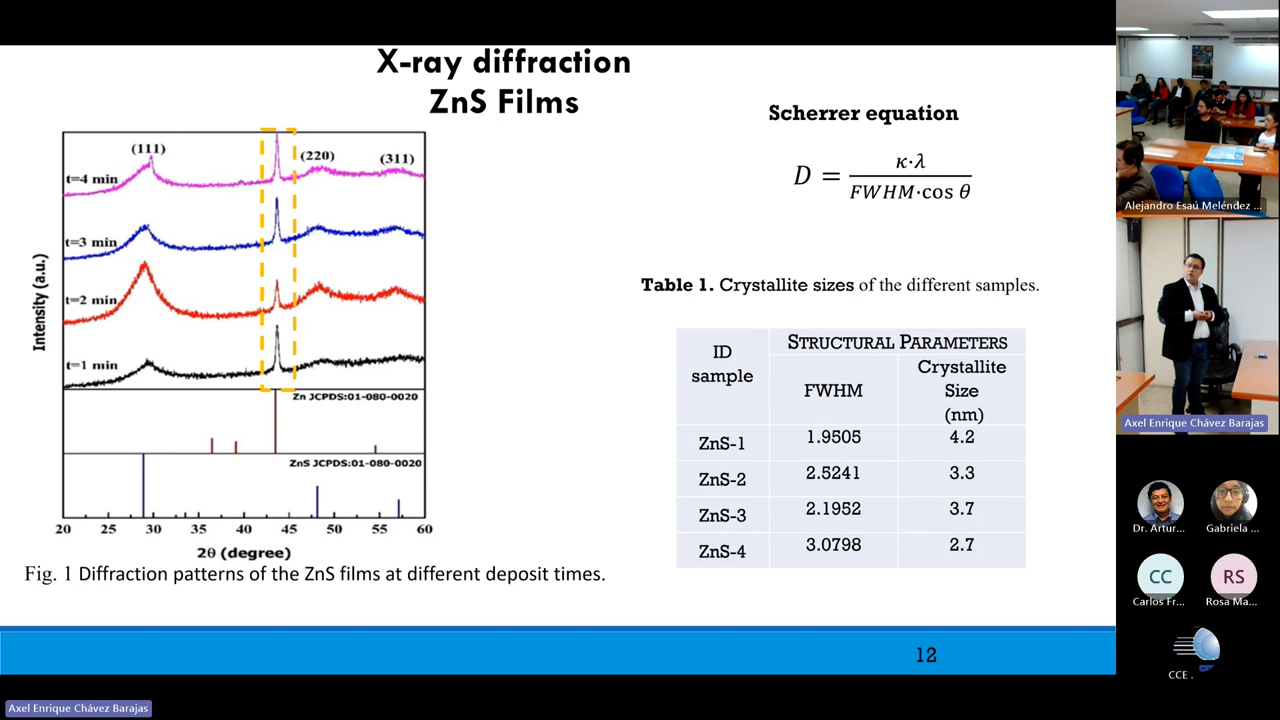 X-ray diffraction
ZnS Films
Scherrer equation
D = κ·λ / FWHM·cos θ
Table 1. Crystallite sizes of the different samples.
ID sample
STRUCTURAL PARAMETERS
FWHM
Crystallite Size (nm)
ZnS-1 1.9505 4.2
ZnS-2 2.5241 3.3
ZnS-3 2.1952 3.7
ZnS-4 3.0798 2.7
(111)
(220)
(311)
t=4 min
t=3 min
t=2 min
t=1 min
Zn JCPDS:01-080-0020
ZnS JCPDS:01-080-0020
Intensity (a.u.)
20 25 30 35 40 45 50 55 60
2θ (degree)
Fig. 1 Diffraction patterns of the ZnS films at different deposit times.
12
Alejandro Esaú Meléndez ...
Axel Enrique Chávez Barajas
Dr. Artur...
Gabriela ...
CC
RS
Carlos Fr...
Rosa Ma...
CCE .
Axel Enrique Chávez Barajas